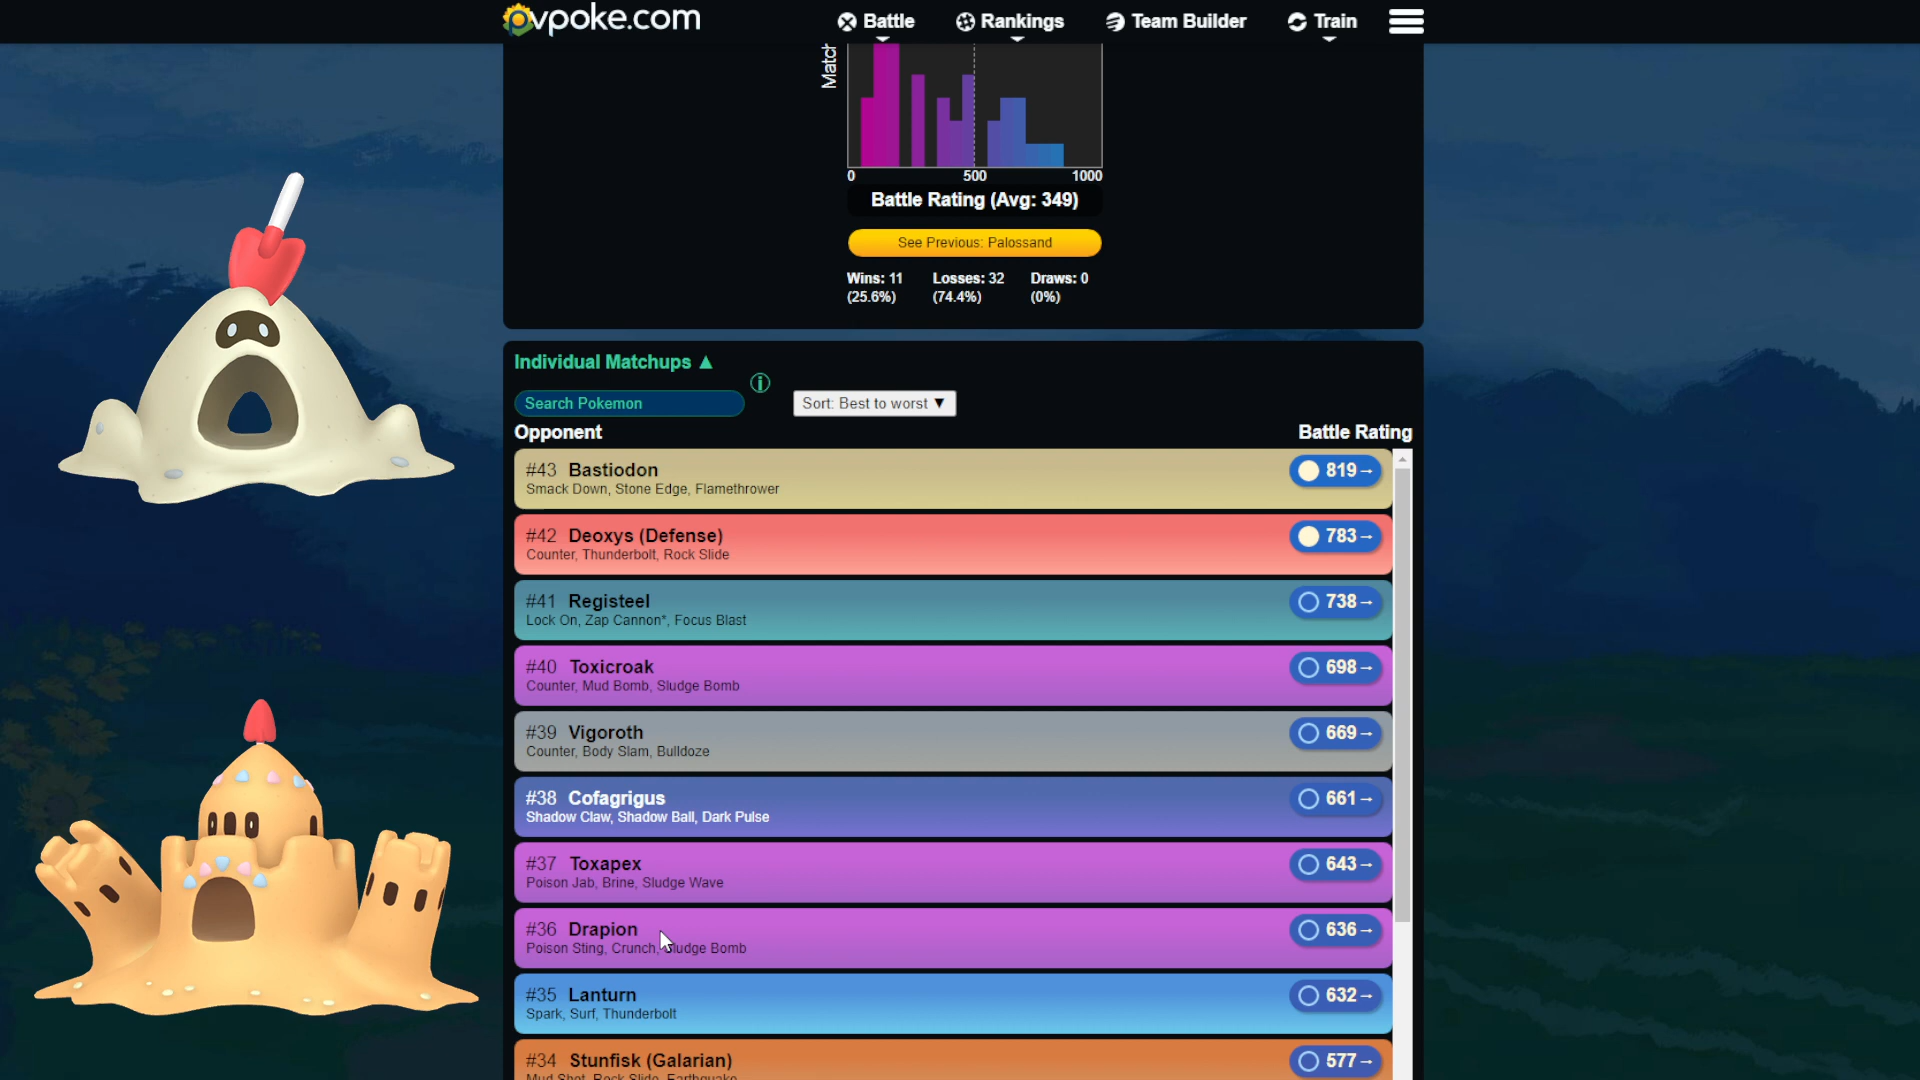 pvpoke.com
Battle
Rankings
Team Builder
Train
Match
0 500 1000
Battle Rating (Avg: 349)
See Previous: Palossand
Wins: 11 Losses: 32 Draws: 0
(25.6%) (74.4%) (0%)
Individual Matchups ▲
Search Pokemon
Sort: Best to worst ▼
Opponent Battle Rating
#43 Bastiodon 819→
Smack Down, Stone Edge, Flamethrower
#42 Deoxys (Defense) 783→
Counter, Thunderbolt, Rock Slide
#41 Registeel 738→
Lock On, Zap Cannon*, Focus Blast
#40 Toxicroak 698→
Counter, Mud Bomb, Sludge Bomb
#39 Vigoroth 669→
Counter, Body Slam, Bulldoze
#38 Cofagrigus 661→
Shadow Claw, Shadow Ball, Dark Pulse
#37 Toxapex 643→
Poison Jab, Brine, Sludge Wave
#36 Drapion 636→
Poison Sting, Crunch, Sludge Bomb
#35 Lanturn 632→
Spark, Surf, Thunderbolt
#34 Stunfisk (Galarian) 577→
Mud Shot, Rock Slide, Earthquake